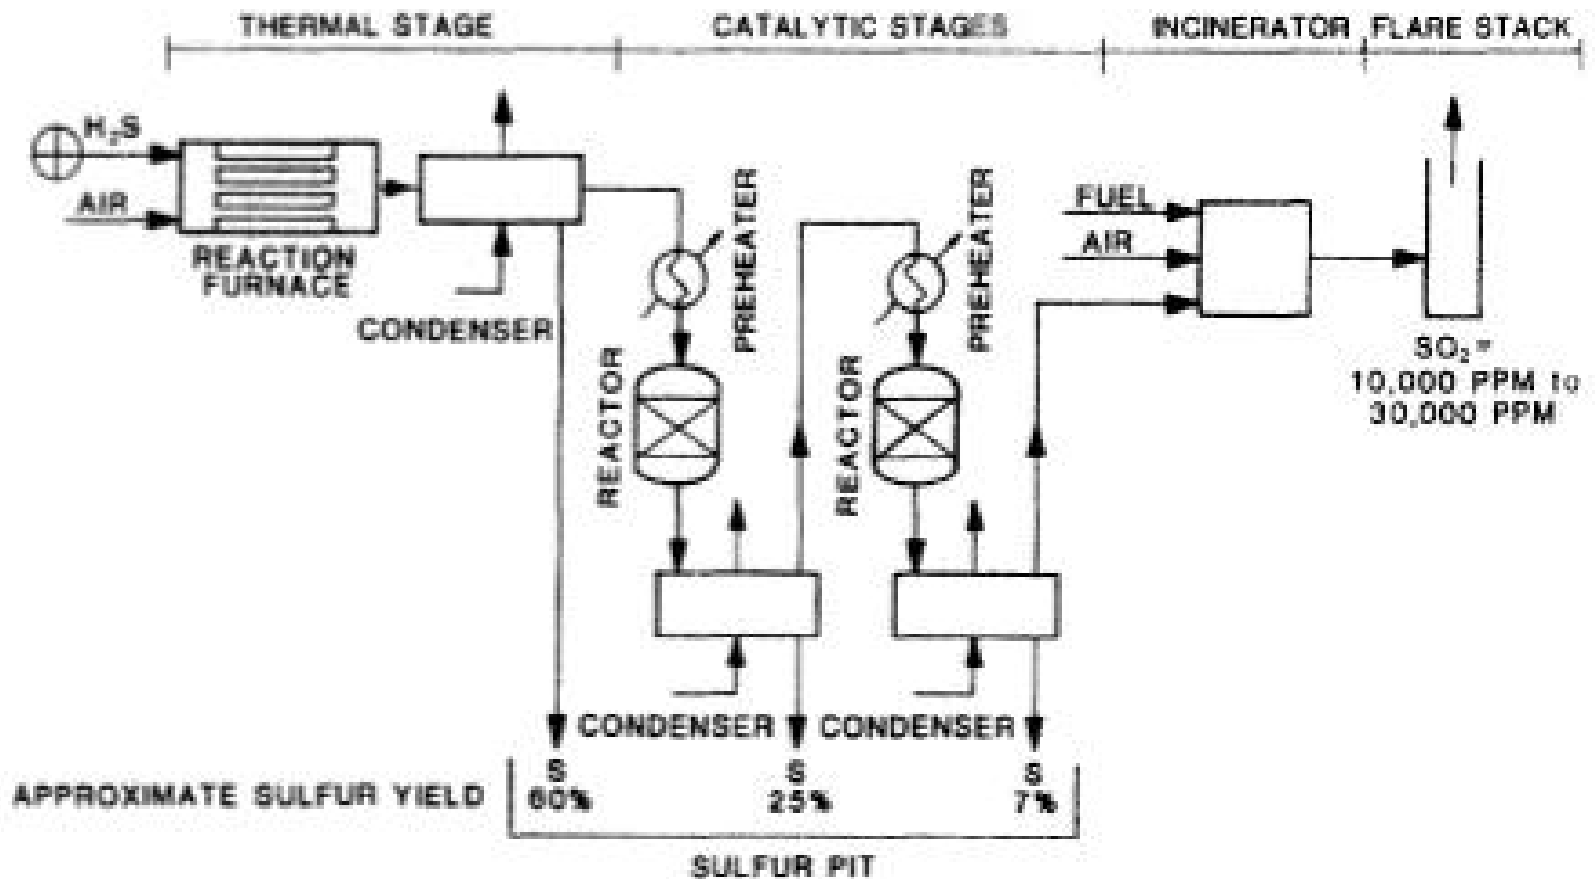 THERMAL STAGE
CATALYTIC STAGES
INCINERATOR
FLARE STACK
H₂S
AIR
REACTION
FURNACE
CONDENSER
PREHEATER
REACTOR
PREHEATER
REACTOR
FUEL
AIR
SO₂ =
10,000 PPM to
30,000 PPM
CONDENSER
CONDENSER
APPROXIMATE SULFUR YIELD
S
60%
S
25%
S
7%
SULFUR PIT